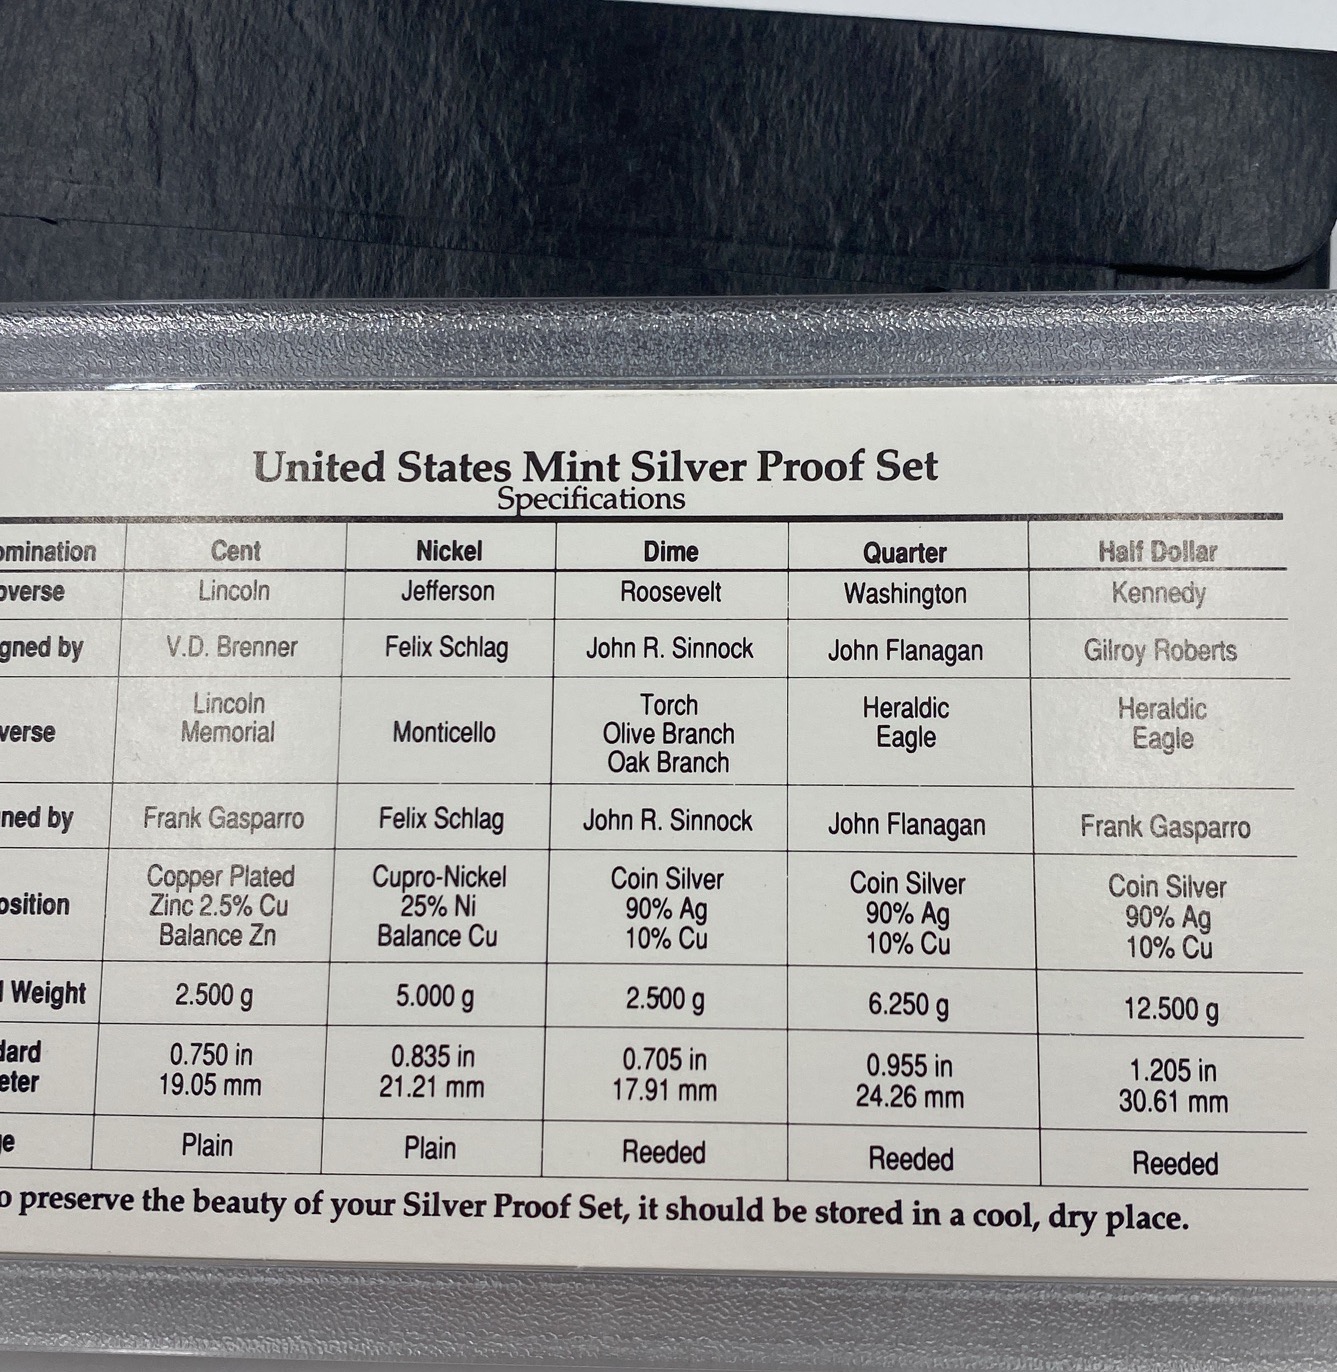 United States Mint Silver Proof Set
Specifications
omination Cent Nickel Dime Quarter Half Dollar
overse Lincoln Jefferson Roosevelt Washington Kennedy
gned by V.D. Brenner Felix Schlag John R. Sinnock John Flanagan Gilroy Roberts
verse Lincoln Memorial Monticello Torch Olive Branch Oak Branch Heraldic Eagle Heraldic Eagle
ned by Frank Gasparro Felix Schlag John R. Sinnock John Flanagan Frank Gasparro
osition Copper Plated Zinc 2.5% Cu Balance Zn Cupro-Nickel 25% Ni Balance Cu Coin Silver 90% Ag 10% Cu Coin Silver 90% Ag 10% Cu Coin Silver 90% Ag 10% Cu
l Weight 2.500 g 5.000 g 2.500 g 6.250 g 12.500 g
dard eter 0.750 in 19.05 mm 0.835 in 21.21 mm 0.705 in 17.91 mm 0.955 in 24.26 mm 1.205 in 30.61 mm
ge Plain Plain Reeded Reeded Reeded
o preserve the beauty of your Silver Proof Set, it should be stored in a cool, dry place.